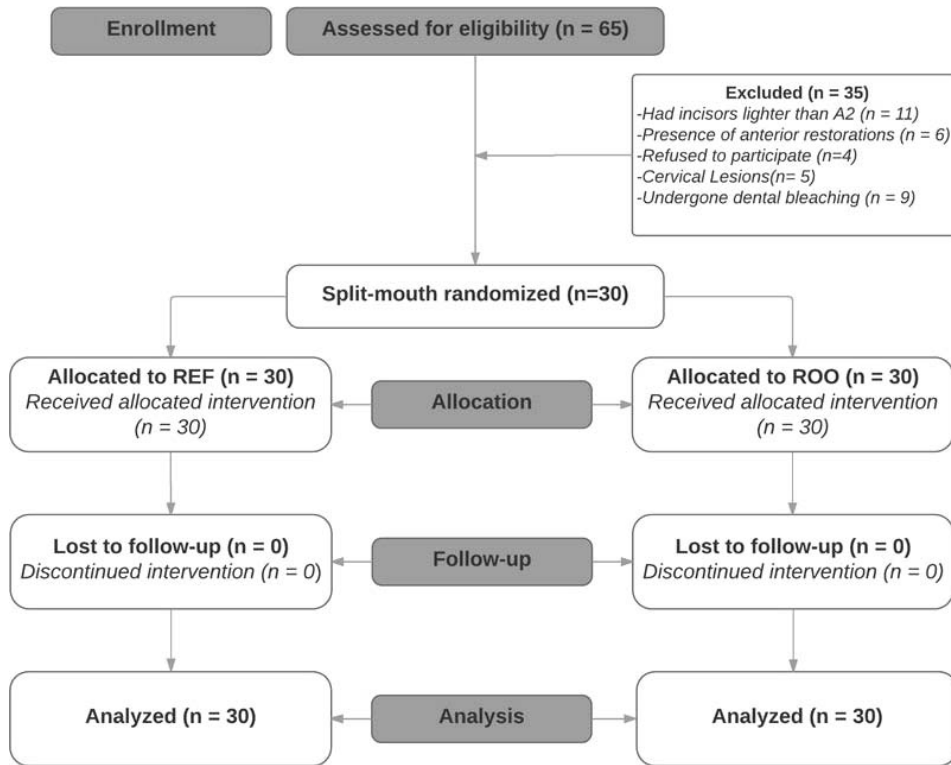 Enrollment
Assessed for eligibility (n = 65)
Excluded (n = 35)
-Had incisors lighter than A2 (n = 11)
-Presence of anterior restorations (n = 6)
-Refused to participate (n=4)
-Cervical Lesions(n= 5)
-Undergone dental bleaching (n = 9)
Split-mouth randomized (n=30)
Allocated to REF (n = 30)
Received allocated intervention
(n = 30)
Allocation
Allocated to ROO (n = 30)
Received allocated intervention
(n = 30)
Lost to follow-up (n = 0)
Discontinued intervention (n = 0)
Follow-up
Lost to follow-up (n = 0)
Discontinued intervention (n = 0)
Analyzed (n = 30)
Analysis
Analyzed (n = 30)